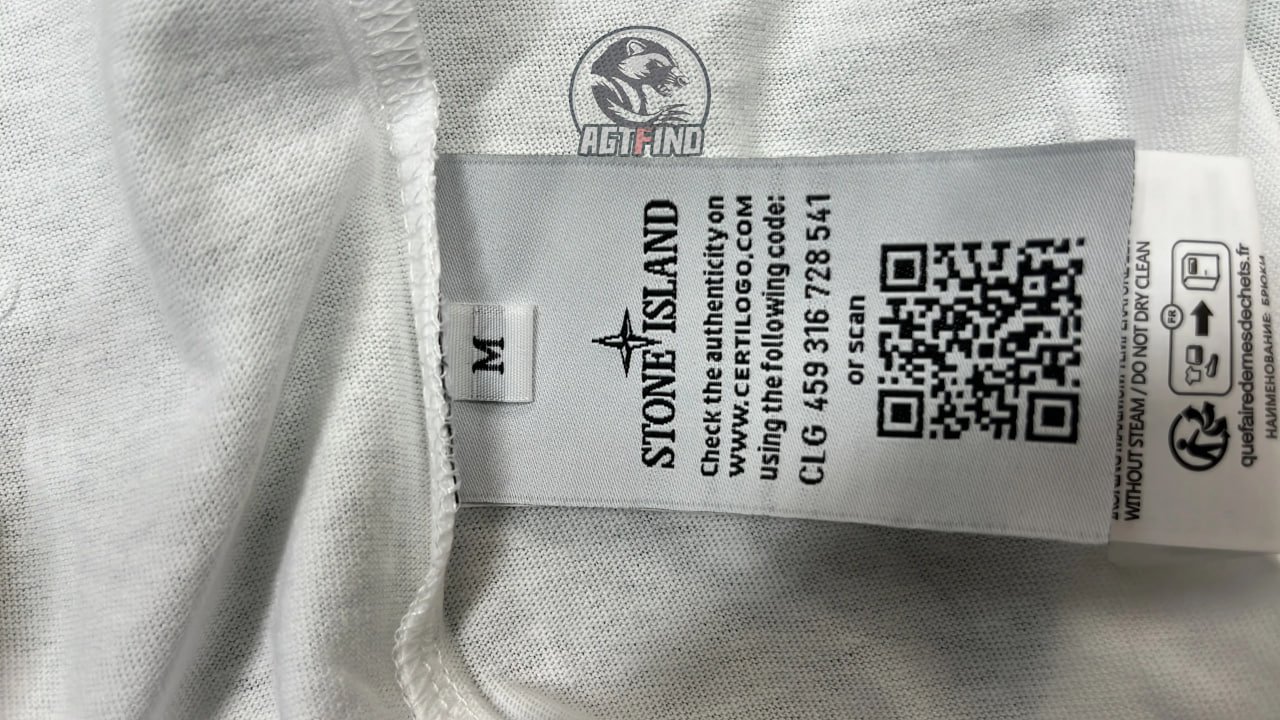 AGTFIND
M
STONE ISLAND
Check the authenticity on
WWW.CERTILOGO.COM
using the following code:
CLG 459 316 728 541
or scan
WITHOUT STEAM / DO NOT DRY CLEAN
FR
quefairedemesdechets.fr
НАИМЕНОВАНИЕ: БРЮКИ